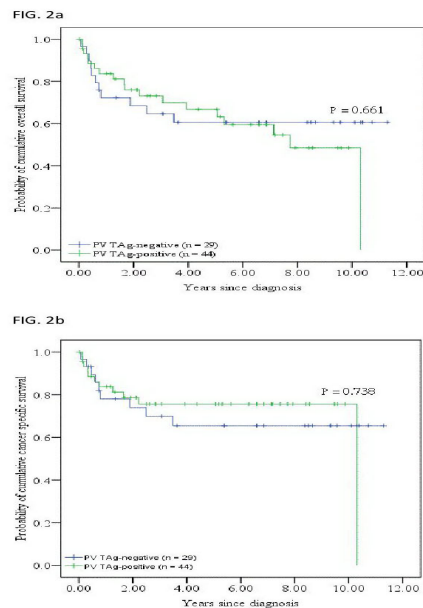 FIG. 2a
Probability of cumulative overall survival
1.0
0.8
0.6
0.4
0.2
0.0
P = 0.661
PV TAg-negative (n = 29)
PV TAg-positive (n = 44)
0.00 2.00 4.00 6.00 8.00 10.00 12.00
Years since diagnosis
FIG. 2b
Probability of cumulative cancer specific survival
1.0
0.8
0.6
0.4
0.2
0.0
P = 0.738
PV TAg-negative (n = 29)
PV TAg-positive (n = 44)
0.00 2.00 4.00 6.00 8.00 10.00 12.00
Years since diagnosis